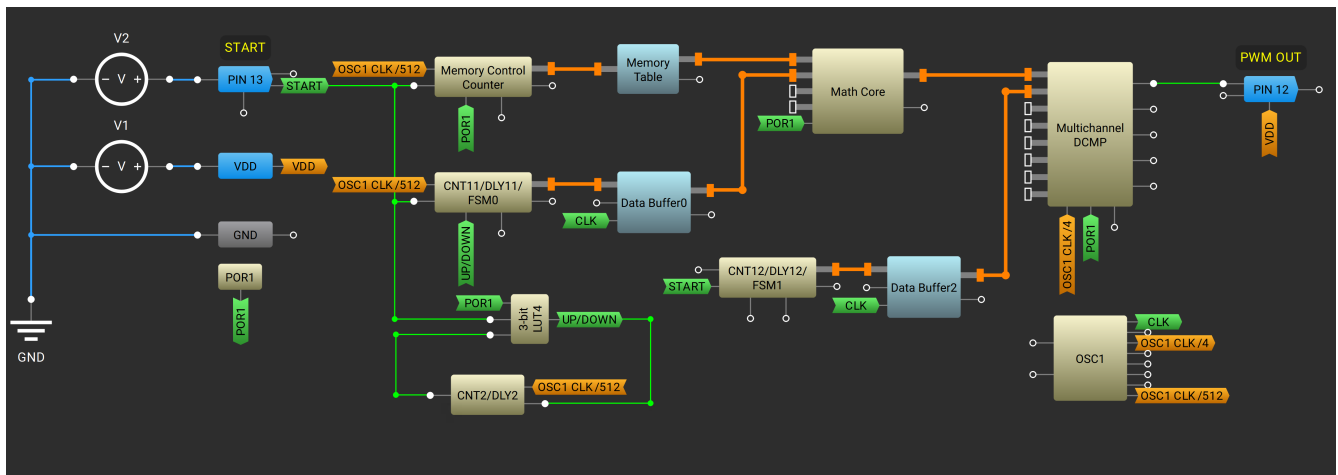 V2
START
PIN 13
START
− V +
OSC1 CLK/512
Memory Control
Counter
POR1
Memory
Table
Math Core
POR1
Multichannel
DCMP
OSC1 CLK/4
POR1
PWM OUT
PIN 12
VDD
V1
− V +
VDD
VDD
OSC1 CLK/512
CNT11/DLY11/
FSM0
UP/DOWN
CLK
Data Buffer0
GND
POR1
POR1
START
CNT12/DLY12/
FSM1
CLK
Data Buffer2
POR1
3-bit
LUT4
UP/DOWN
CNT2/DLY2
OSC1 CLK/512
OSC1
CLK
OSC1 CLK/4
OSC1 CLK/512
GND